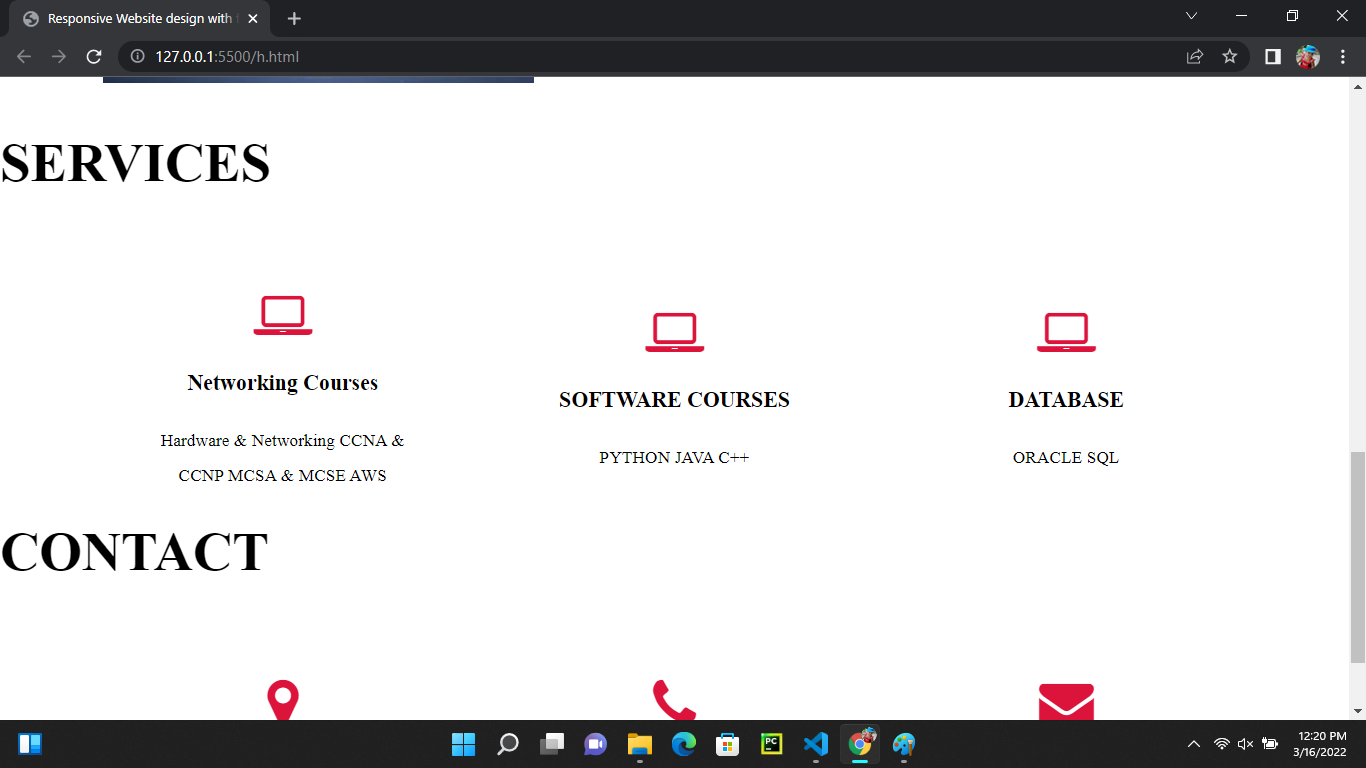 Responsive Website design with
127.0.0.1:5500/h.html
SERVICES
Networking Courses
Hardware & Networking CCNA &
CCNP MCSA & MCSE AWS
SOFTWARE COURSES
PYTHON JAVA C++
DATABASE
ORACLE SQL
CONTACT
PC
12:20 PM
3/16/2022